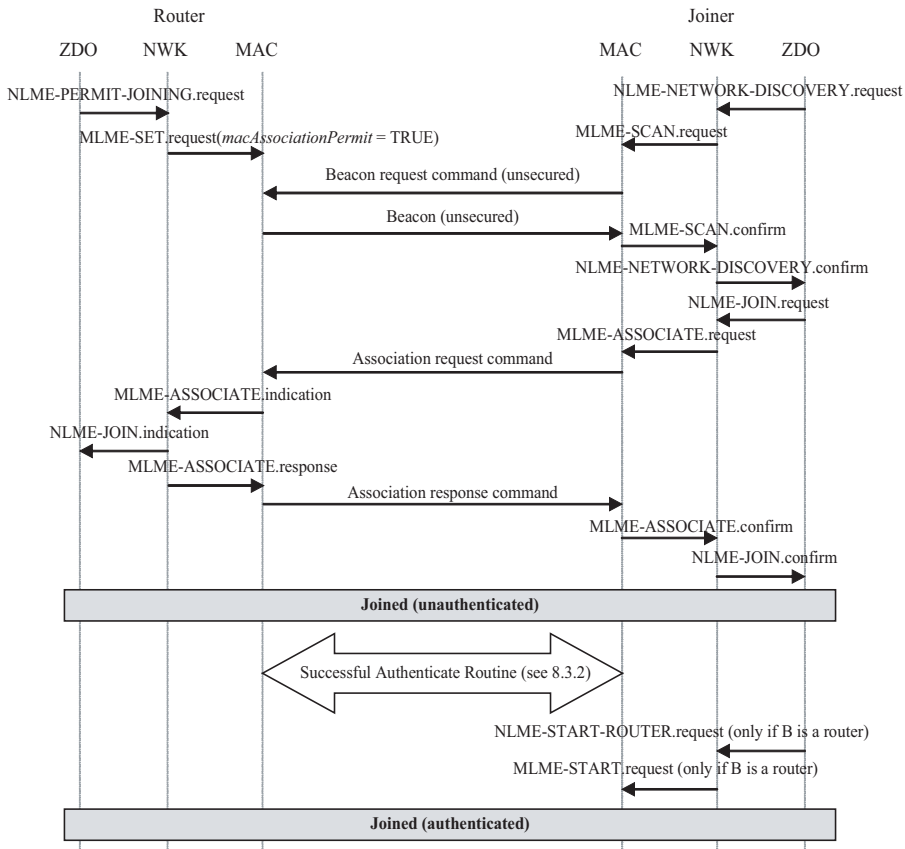 Router Joiner
ZDO NWK MAC MAC NWK ZDO
NLME-PERMIT-JOINING.request NLME-NETWORK-DISCOVERY.request
MLME-SET.request(macAssociationPermit = TRUE) MLME-SCAN.request
Beacon request command (unsecured)
Beacon (unsecured)
MLME-SCAN.confirm
NLME-NETWORK-DISCOVERY.confirm
NLME-JOIN.request
MLME-ASSOCIATE.request
Association request command
MLME-ASSOCIATE.indication
NLME-JOIN.indication
MLME-ASSOCIATE.response
Association response command
MLME-ASSOCIATE.confirm
NLME-JOIN.confirm
Joined (unauthenticated)
Successful Authenticate Routine (see 8.3.2)
NLME-START-ROUTER.request (only if B is a router)
MLME-START.request (only if B is a router)
Joined (authenticated)